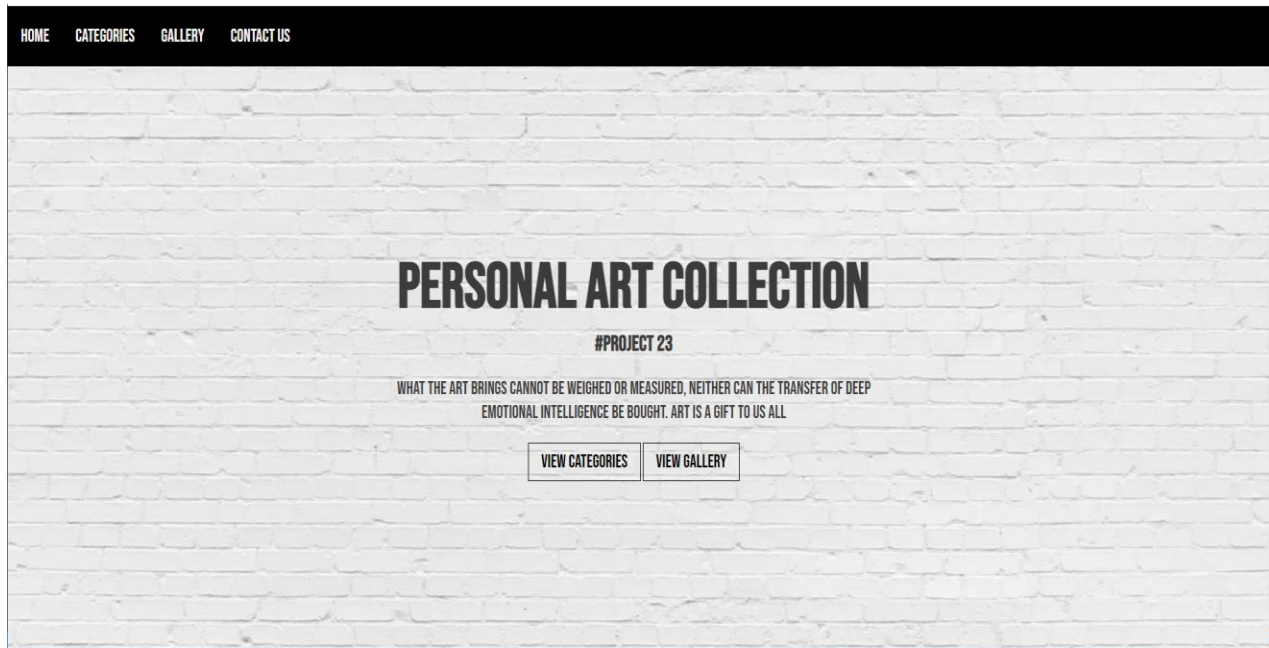 HOME CATEGORIES GALLERY CONTACT US
PERSONAL ART COLLECTION
#PROJECT 23
WHAT THE ART BRINGS CANNOT BE WEIGHED OR MEASURED, NEITHER CAN THE TRANSFER OF DEEP
EMOTIONAL INTELLIGENCE BE BOUGHT. ART IS A GIFT TO US ALL
VIEW CATEGORIES VIEW GALLERY